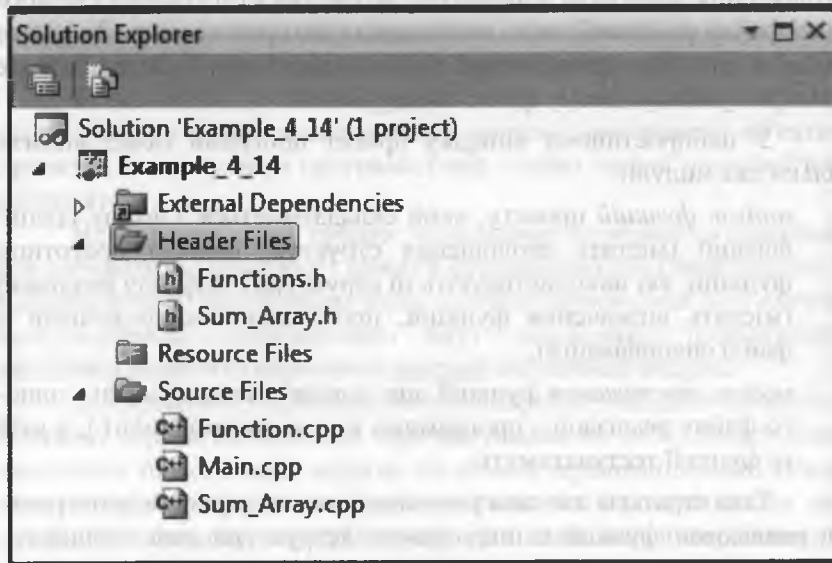 Solution Explorer
Solution 'Example_4_14' (1 project)
Example_4_14
External Dependencies
Header Files
Functions.h
Sum_Array.h
Resource Files
Source Files
Function.cpp
Main.cpp
Sum_Array.cpp